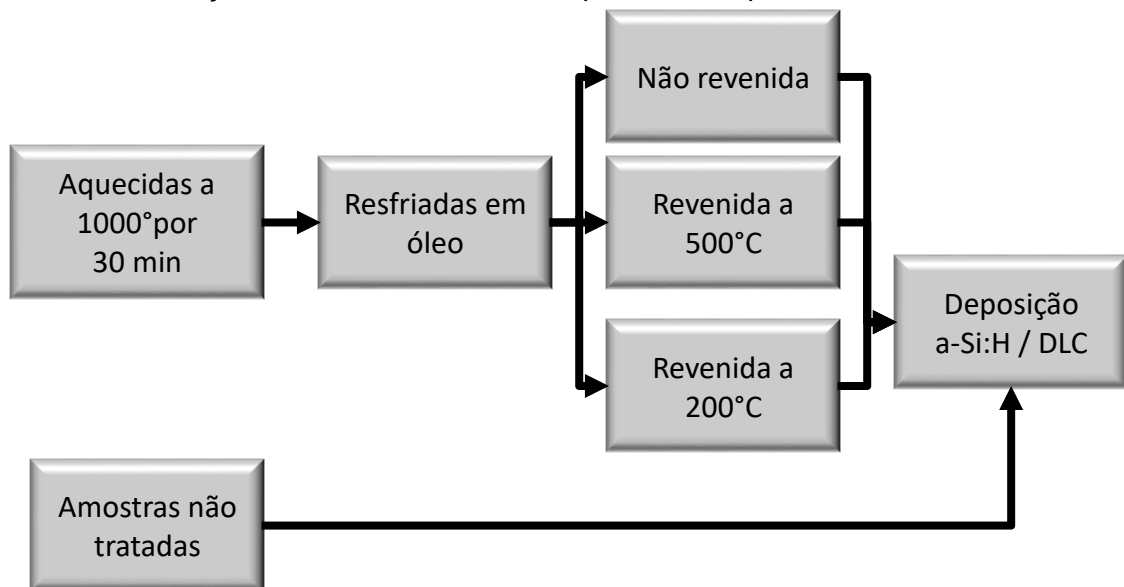 Não revenida
Aquecidas a
1000°por
30 min
Resfriadas em
óleo
Revenida a
500°C
Deposição
a-Si:H / DLC
Revenida a
200°C
Amostras não
tratadas